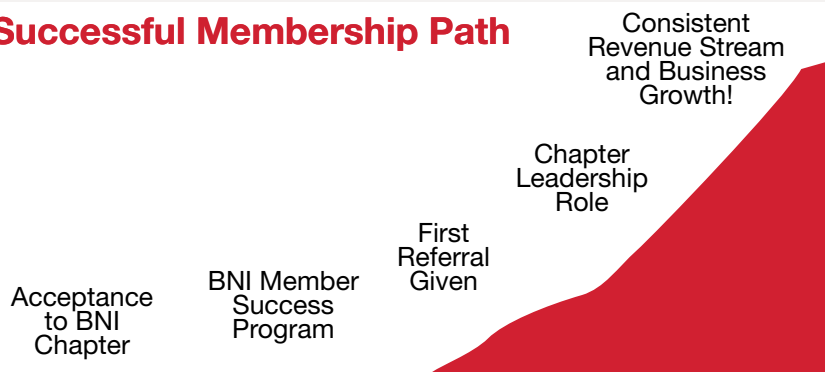 Successful Membership Path
Consistent
Revenue Stream
and Business
Growth!
Chapter
Leadership
Role
First
Referral
Given
BNI Member
Success
Program
Acceptance
to BNI
Chapter